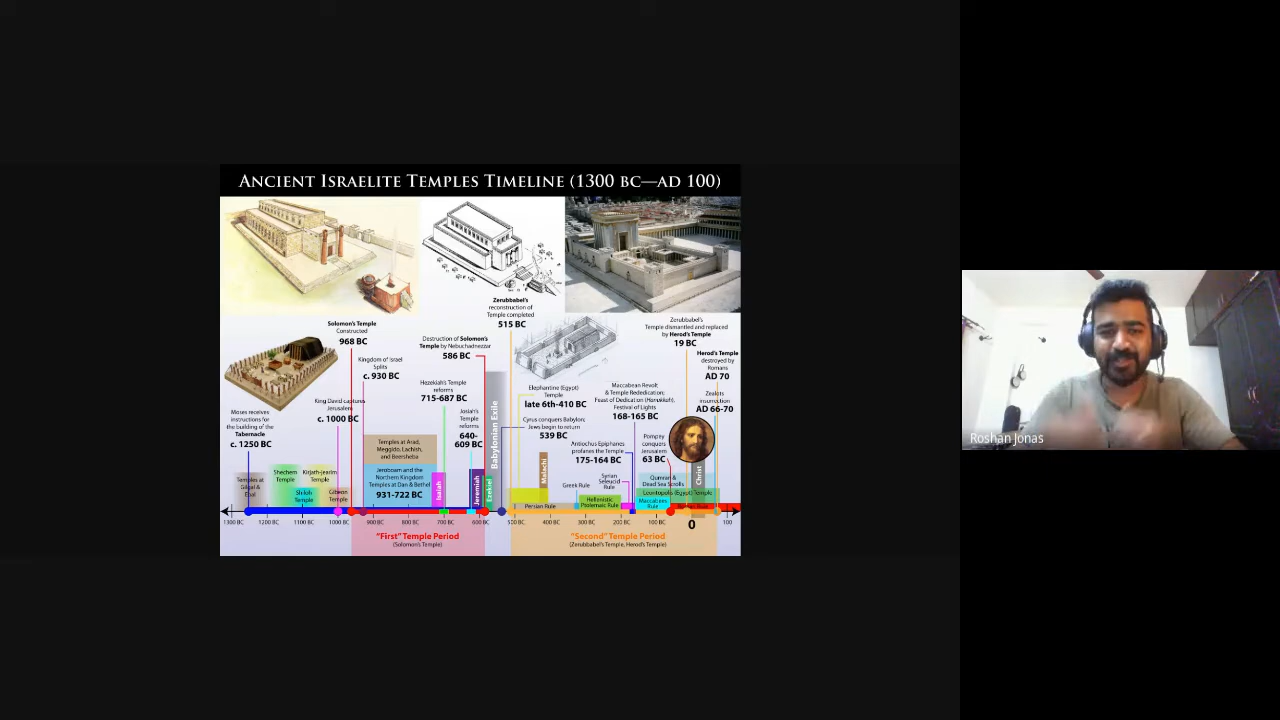 ANCIENT ISRAELITE TEMPLES TIMELINE (1300 BC—AD 100)
Zerubbabel's
reconstruction of
Temple completed
515 BC
Solomon's Temple
Constructed
968 BC
Destruction of Solomon's
Temple by Nebuchadnezzar
586 BC
Zerubbabel's
Temple dismantled and replaced
by Herod's Temple
19 BC
Herod's Temple
destroyed by
Romans
AD 70
Kingdom of Israel
Splits
c. 930 BC
Hezekiah's Temple
reforms
715-687 BC
Elephantine (Egypt)
Temple
late 6th-410 BC
Maccabean Revolt
& Temple Rededication;
Feast of Dedication (Hanukkah),
Festival of Lights
168-165 BC
Zealots
insurrection
AD 66-70
King David captures
Jerusalem
c. 1000 BC
Moses receives
instructions for
the building of the
Tabernacle
c. 1250 BC
Josiah's
Temple
reforms
640-
609 BC
Babylonian Exile
Cyrus conquers Babylon;
Jews begin to return
539 BC
Antiochus Epiphanes
profanes the Temple
175-164 BC
Pompey
conquers
Jerusalem
63 BC
Temples at Arad,
Megiddo, Lachish,
and Beersheba
Jeroboam and the
Northern Kingdom
Temples at Dan & Bethel
931-722 BC
Temples at
Gilgal &
Ebal
Shechem
Temple
Kirjath-jearim
Temple
Shiloh
Temple
Gibeon
Temple
Isaiah
Jeremiah
Ezekiel
Malachi
Christ
Persian Rule
Greek Rule
Hellenistic
Ptolemaic Rule
Syrian
Seleucid
Rule
Qumran &
Dead Sea Scrolls
Leontopolis (Egypt) Temple
Maccabees
Rule
1300 BC 1200 BC 1100 BC 1000 BC 900 BC 800 BC 700 BC 600 BC 500 BC 400 BC 300 BC 200 BC 100 BC 0 100
"First" Temple Period
(Solomon's Temple)
"Second" Temple Period
(Zerubbabel's Temple, Herod's Temple)
Roshan Jonas